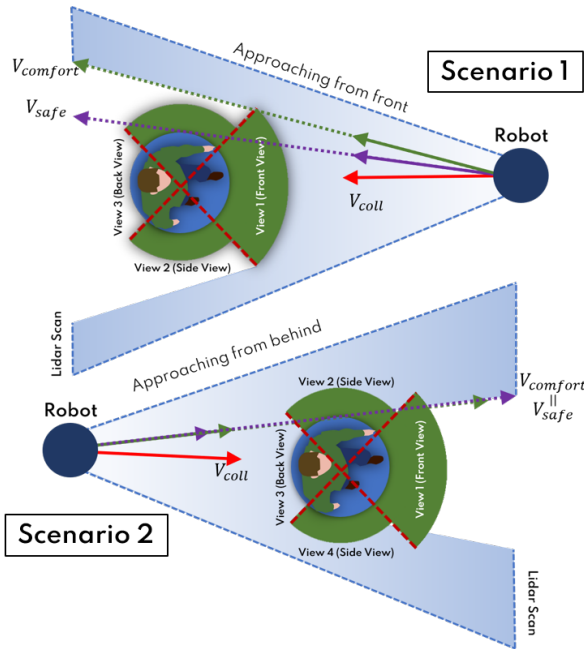 Approaching from front
Scenario 1
V_comfort
V_safe
Robot
View 3 (Back View)
View 1 (Front View)
V_coll
View 2 (Side View)
Lidar Scan
Approaching from behind
View 2 (Side View)
V_comfort
=
V_safe
Robot
View 3 (Back View)
View 1 (Front View)
V_coll
Scenario 2
View 4 (Side View)
Lidar Scan